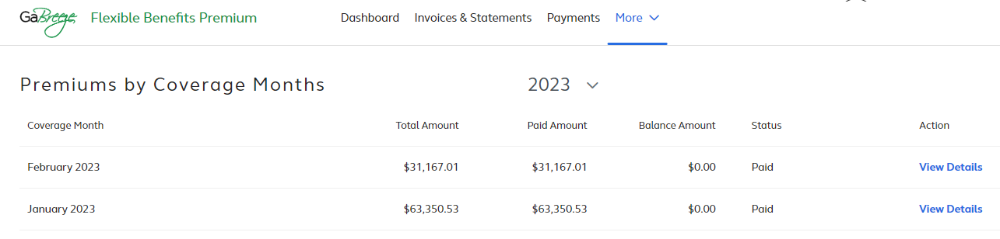 GaBreeze Flexible Benefits Premium Dashboard Invoices & Statements Payments More
Premiums by Coverage Months 2023
Coverage Month Total Amount Paid Amount Balance Amount Status Action
February 2023 $31,167.01 $31,167.01 $0.00 Paid View Details
January 2023 $63,350.53 $63,350.53 $0.00 Paid View Details